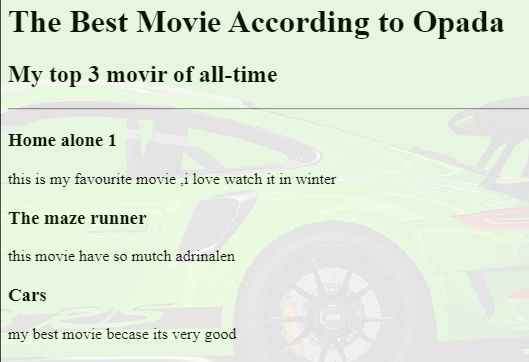 The Best Movie According to Opada
My top 3 movir of all-time
Home alone 1
this is my favourite movie ,i love watch it in winter
The maze runner
this movie have so mutch adrinalen
Cars
my best movie becase its very good